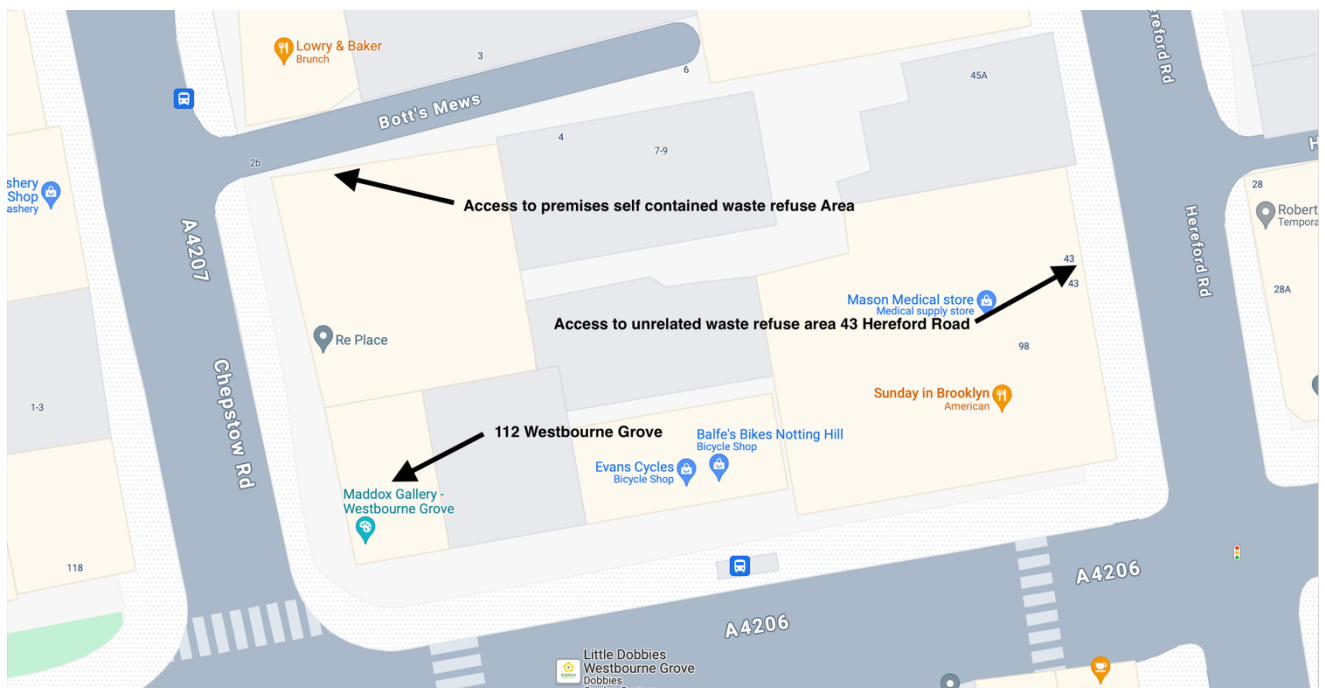 Lowry & Baker
Brunch
3
6
Hereford Rd
45A
Bott's Mews
2b
4
7-9
28
Robert
Tempora
shery
Shop
ashery
Access to premises self contained waste refuse Area
A4207
Hereford Rd
43
43
28A
Mason Medical store
Medical supply store
Access to unrelated waste refuse area 43 Hereford Road
Re Place
98
Sunday in Brooklyn
American
1-3
Chepstow Rd
112 Westbourne Grove
Balfe's Bikes Notting Hill
Bicycle Shop
Evans Cycles
Bicycle Shop
Maddox Gallery -
Westbourne Grove
118
A4206
A4206
Little Dobbies
Westbourne Grove
Dobbies